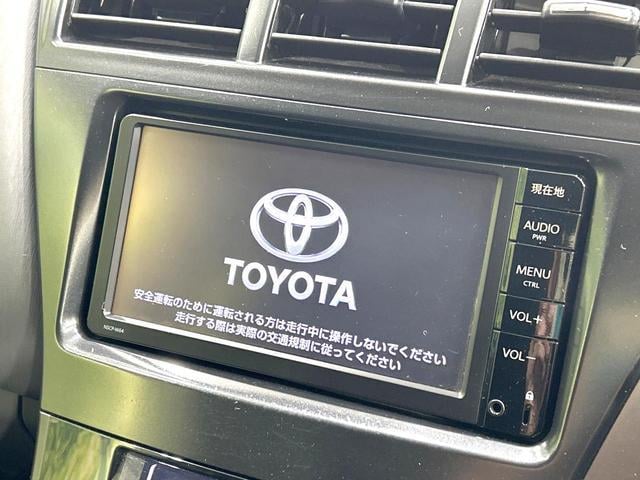 現在地
AUDIO
PWR
MENU
CTRL
VOL+
VOL−
TOYOTA
安全運転のために運転される方は走行中に操作しないでください
走行する際は実際の交通規制に従ってください
NSCP-W64